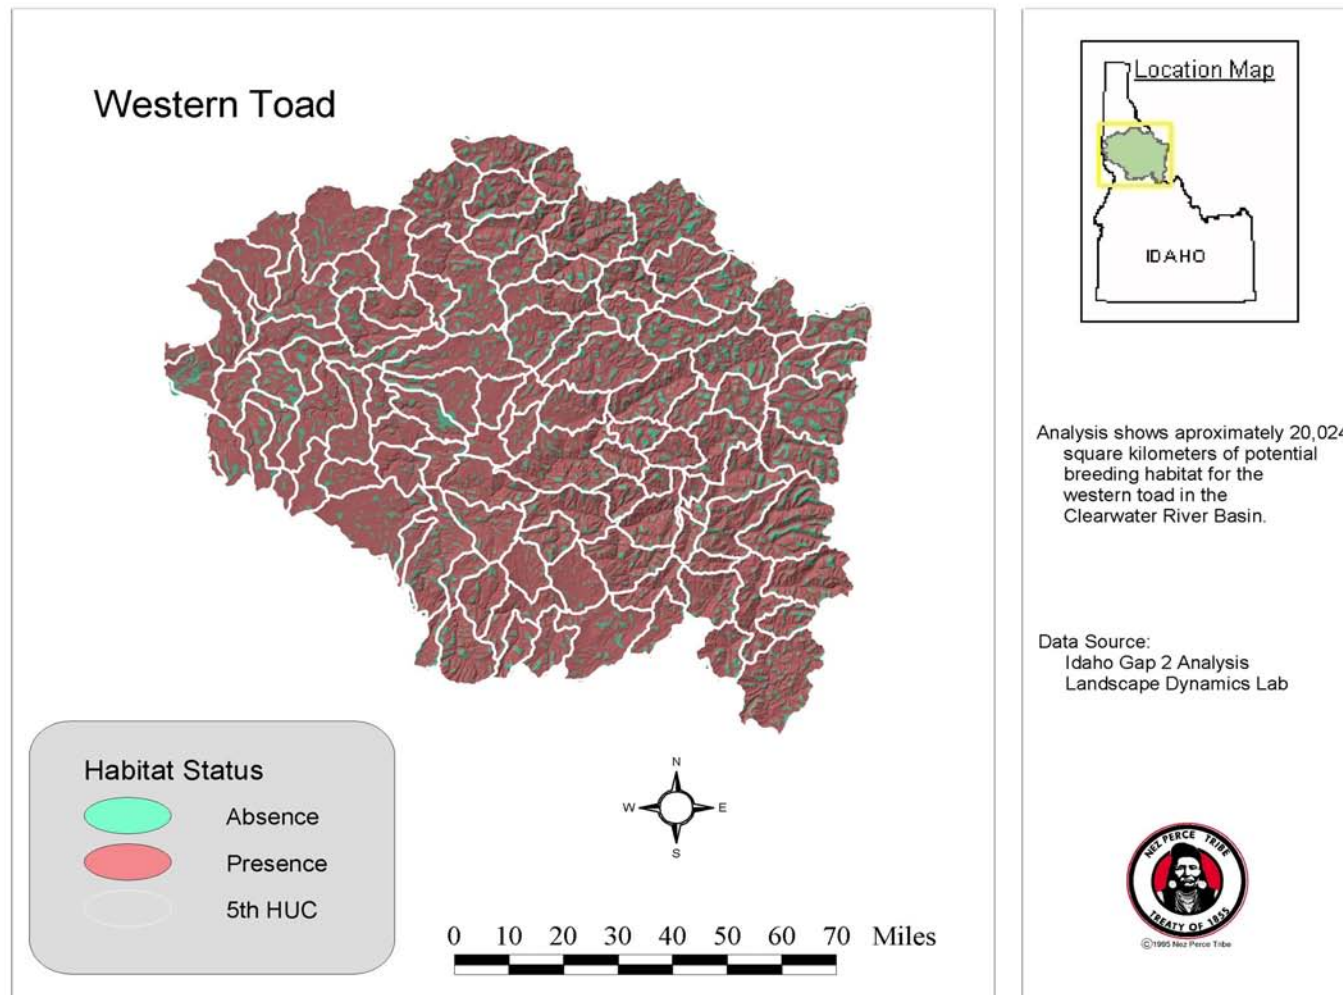 Western Toad
Habitat Status
Absence
Presence
5th HUC
N
W
E
S
0 10 20 30 40 50 60 70 Miles
Location Map
IDAHO
Analysis shows aproximately 20,024
square kilometers of potential
breeding habitat for the
western toad in the
Clearwater River Basin.
Data Source:
Idaho Gap 2 Analysis
Landscape Dynamics Lab
NEZ PERCE TRIBE
TREATY OF 1855
©1995 Nez Perce Tribe